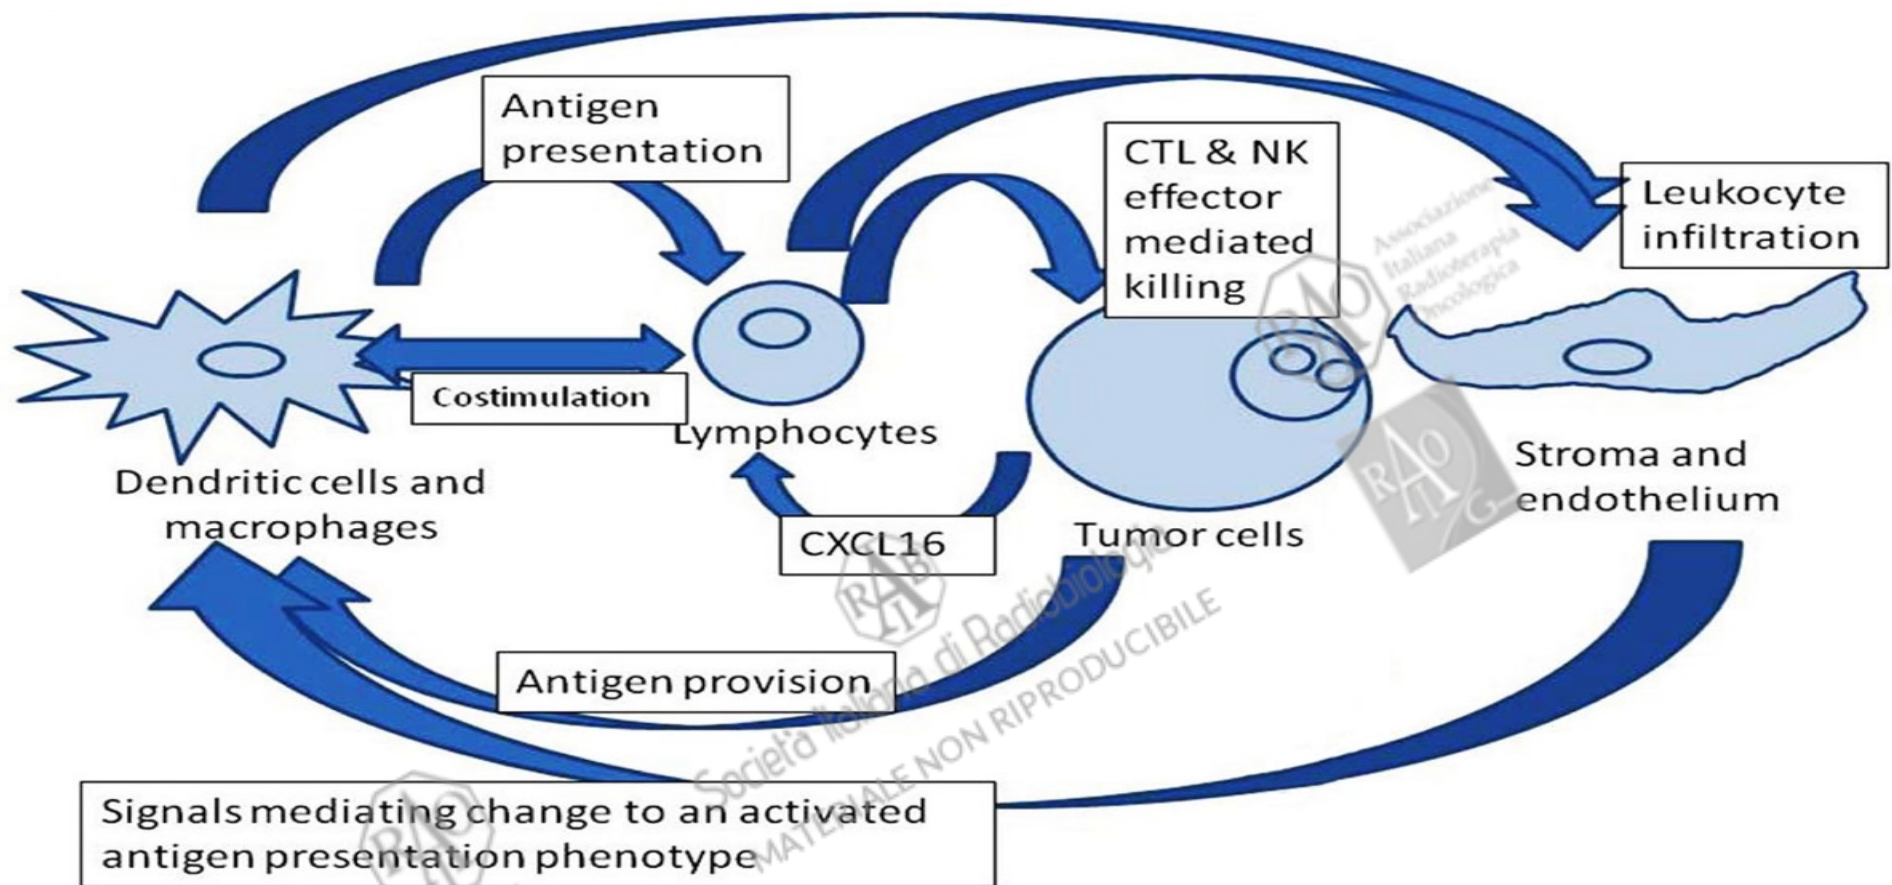 Antigen
presentation
CTL & NK
effector
mediated
killing
Leukocyte
infiltration
Associazione
Italiana
Radioterapia
Oncologica
Costimulation
Lymphocytes
Dendritic cells and
macrophages
CXCL16
Tumor cells
Stroma and
endothelium
Antigen provision
Società Italiana di Radiobiologia
MATERIALE NON RIPRODUCIBILE
Signals mediating change to an activated
antigen presentation phenotype